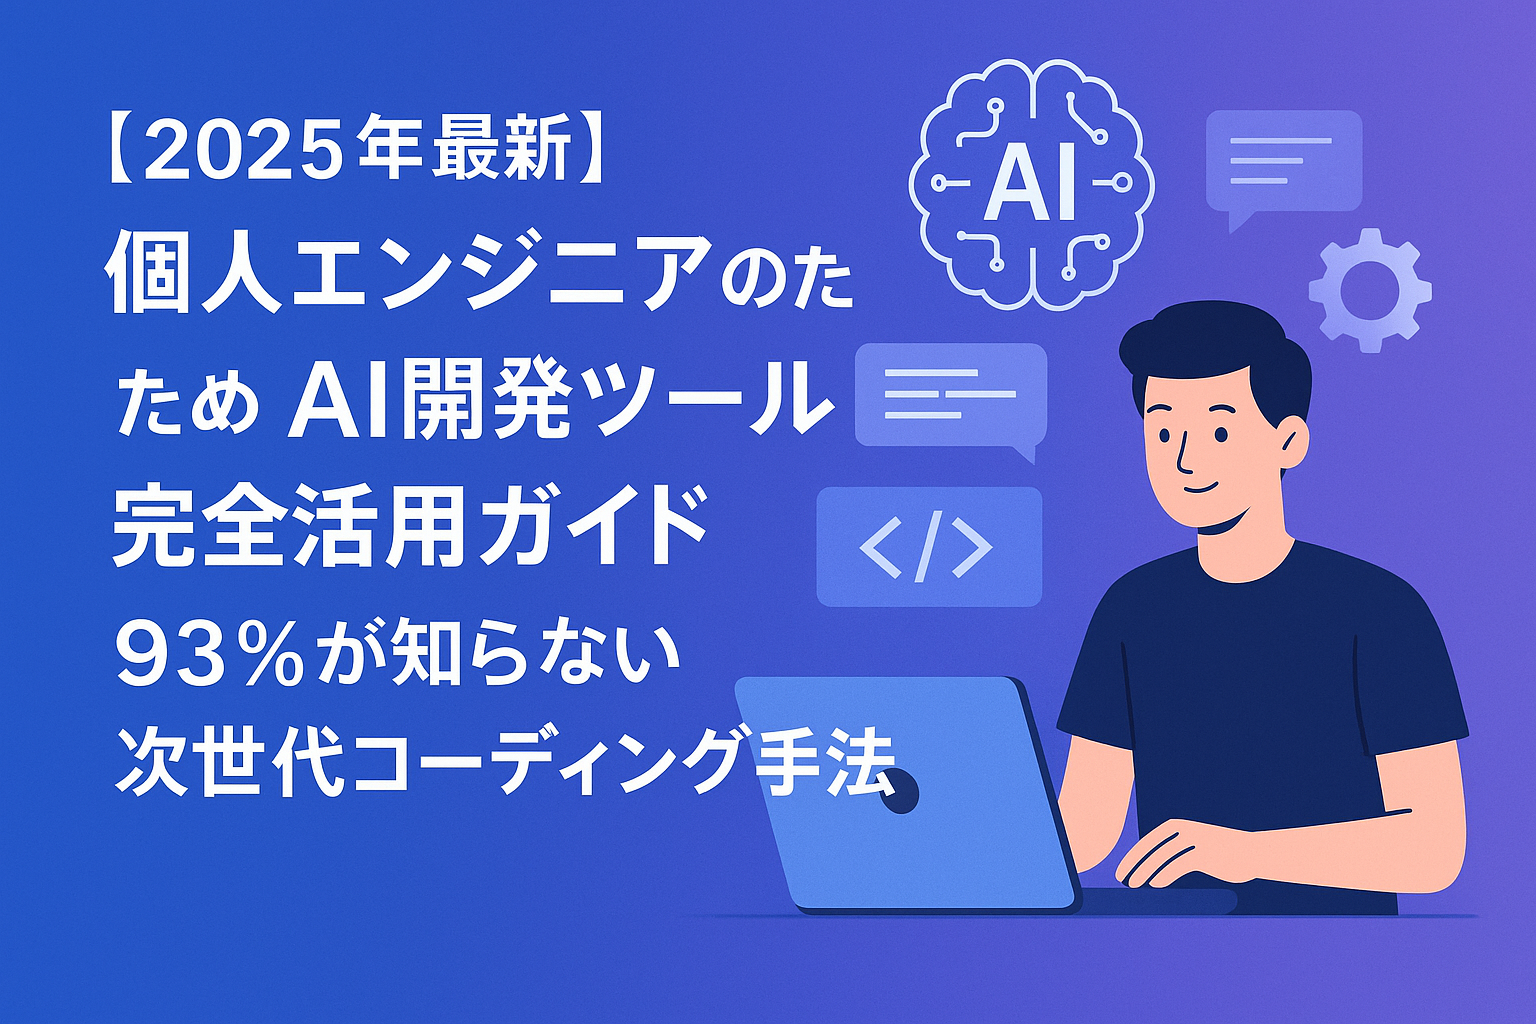 【2025年最新】
個人エンジニアのた
ため AI開発ツール
完全活用ガイド
93%が知らない
次世代コーディング手法
AI
</>